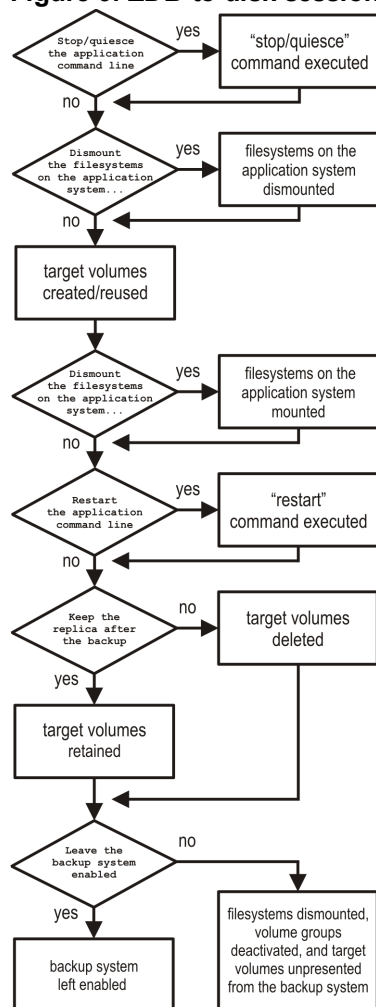 Figure 6. ZDB-to-disk session
Stop/quiesce
the application
command line
yes
"stop/quiesce"
command executed
no
Dismount
the filesystems
on the application
system...
yes
filesystems on the
application system
dismounted
no
target volumes
created/reused
Dismount
the filesystems
on the application
system...
yes
filesystems on the
application system
mounted
no
Restart
the application
command line
yes
"restart"
command executed
no
Keep the
replica after
the backup
no
target volumes
deleted
yes
target volumes
retained
Leave the
backup system
enabled
no
yes
filesystems dismounted,
volume groups
deactivated, and target
volumes unpresented
from the backup system
backup system
left enabled